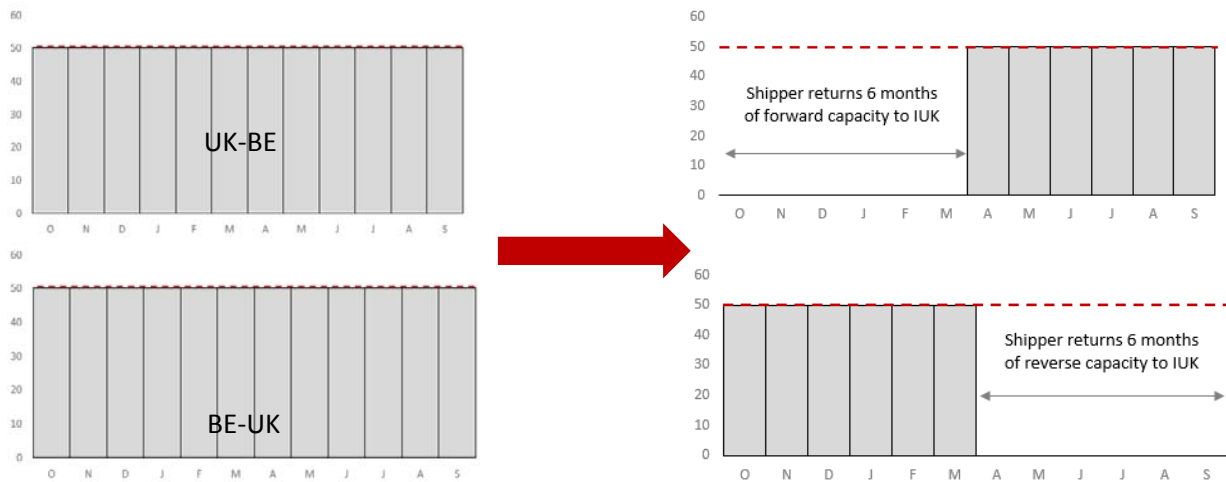 60
50
40
30
20
10
0
UK-BE
O N D J F M A M J J A S
60
50
40
30
20
10
0
BE-UK
O N D J F M A M J J A S
60
50
40
30
20
10
0
Shipper returns 6 months
of forward capacity to IUK
O N D J F M A M J J A S
60
50
40
30
20
10
0
Shipper returns 6 months
of reverse capacity to IUK
O N D J F M A M J J A S